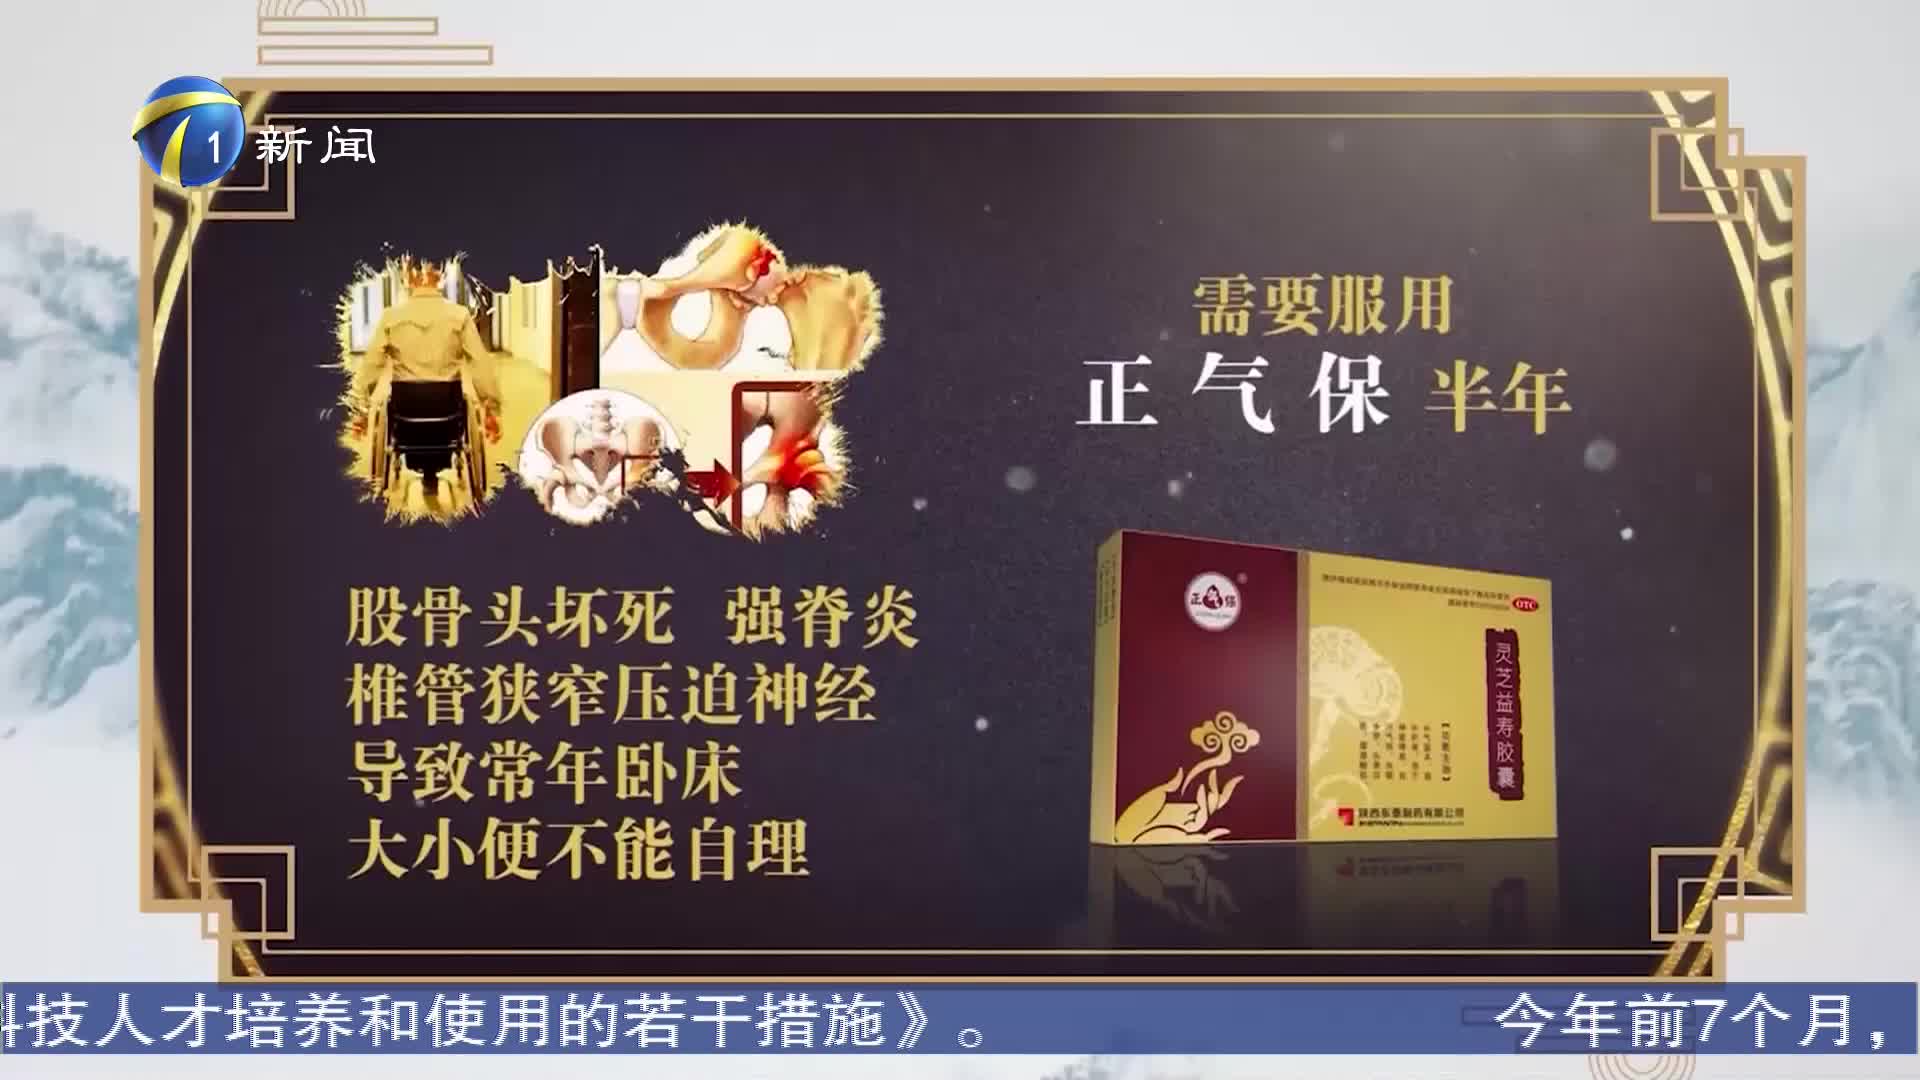 1 新闻
需要服用
正气保 半年
股骨头坏死 强脊炎
椎管狭窄压迫神经
导致常年卧床
大小便不能自理
正气保
OTC
灵芝益寿胶囊
【功能主治】
陕西东泰制药有限公司
科技人才培养和使用的若干措施》。 今年前7个月，